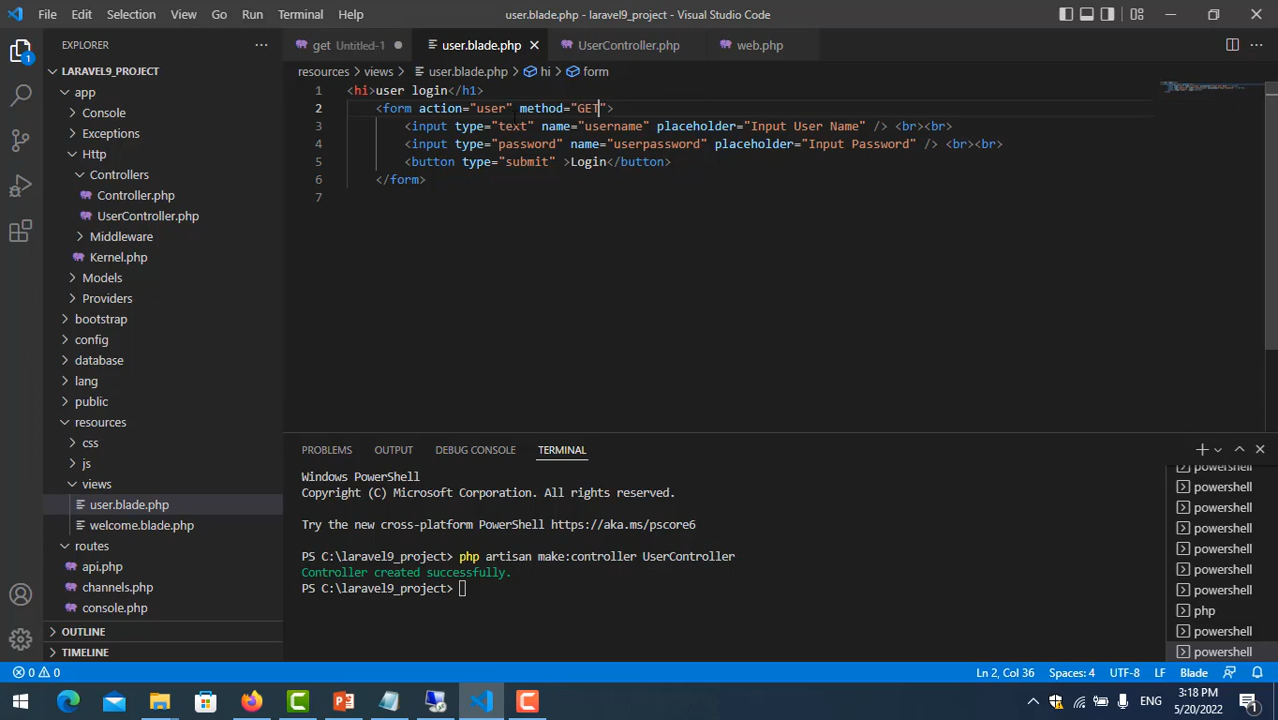 File Edit Selection View Go Run Terminal Help user.blade.php - laravel9_project - Visual Studio Code
EXPLORER
get Untitled-1 user.blade.php UserController.php web.php
LARAVEL9_PROJECT
resources > views > user.blade.php > hi > form
app
Console
Exceptions
Http
Controllers
Controller.php
UserController.php
Middleware
Kernel.php
Models
Providers
bootstrap
config
database
lang
public
resources
css
js
views
user.blade.php
welcome.blade.php
routes
api.php
channels.php
console.php
OUTLINE
TIMELINE
1 <hi>user login</h1>
2 <form action="user" method="GET">
3 <input type="text" name="username" placeholder="Input User Name" /> <br><br>
4 <input type="password" name="userpassword" placeholder="Input Password" /> <br><br>
5 <button type="submit" >Login</button>
6 </form>
7
PROBLEMS OUTPUT DEBUG CONSOLE TERMINAL
Windows PowerShell
Copyright (C) Microsoft Corporation. All rights reserved.
Try the new cross-platform PowerShell https://aka.ms/pscore6
PS C:\laravel9_project> php artisan make:controller UserController
Controller created successfully.
PS C:\laravel9_project>
powershell
powershell
powershell
powershell
powershell
powershell
powershell
php
powershell
powershell
0 0 Ln 2, Col 36 Spaces: 4 UTF-8 LF Blade
ENG 3:18 PM
5/20/2022
1